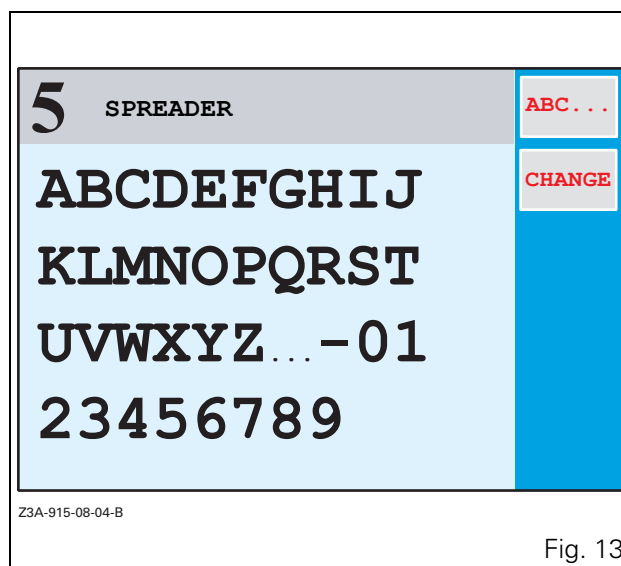 5 SPREADER
ABC...
CHANGE
ABCDEFGHIJ
KLMNOPQRST
UVWXYZ...-01
23456789
Z3A-915-08-04-B
Fig. 13